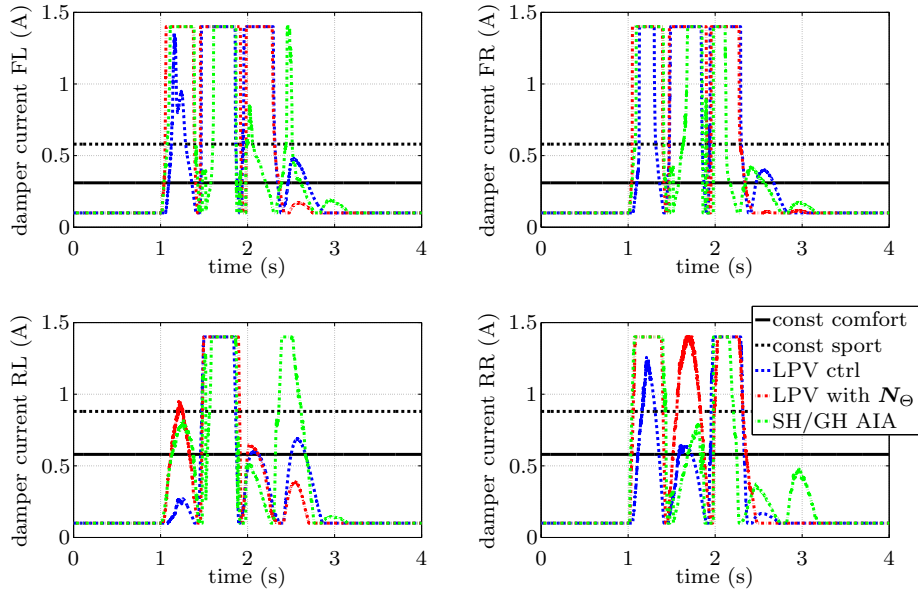 damper current FL (A)
1.5
1
0.5
0
0 1 2 3 4
time (s)
damper current FR (A)
1.5
1
0.5
0
0 1 2 3 4
time (s)
damper current RL (A)
1.5
1
0.5
0
0 1 2 3 4
time (s)
damper current RR (A)
1.5
1
0.5
0
0 1 2 3 4
time (s)
const comfort
const sport
LPV ctrl
LPV with N_Θ
SH/GH AIA